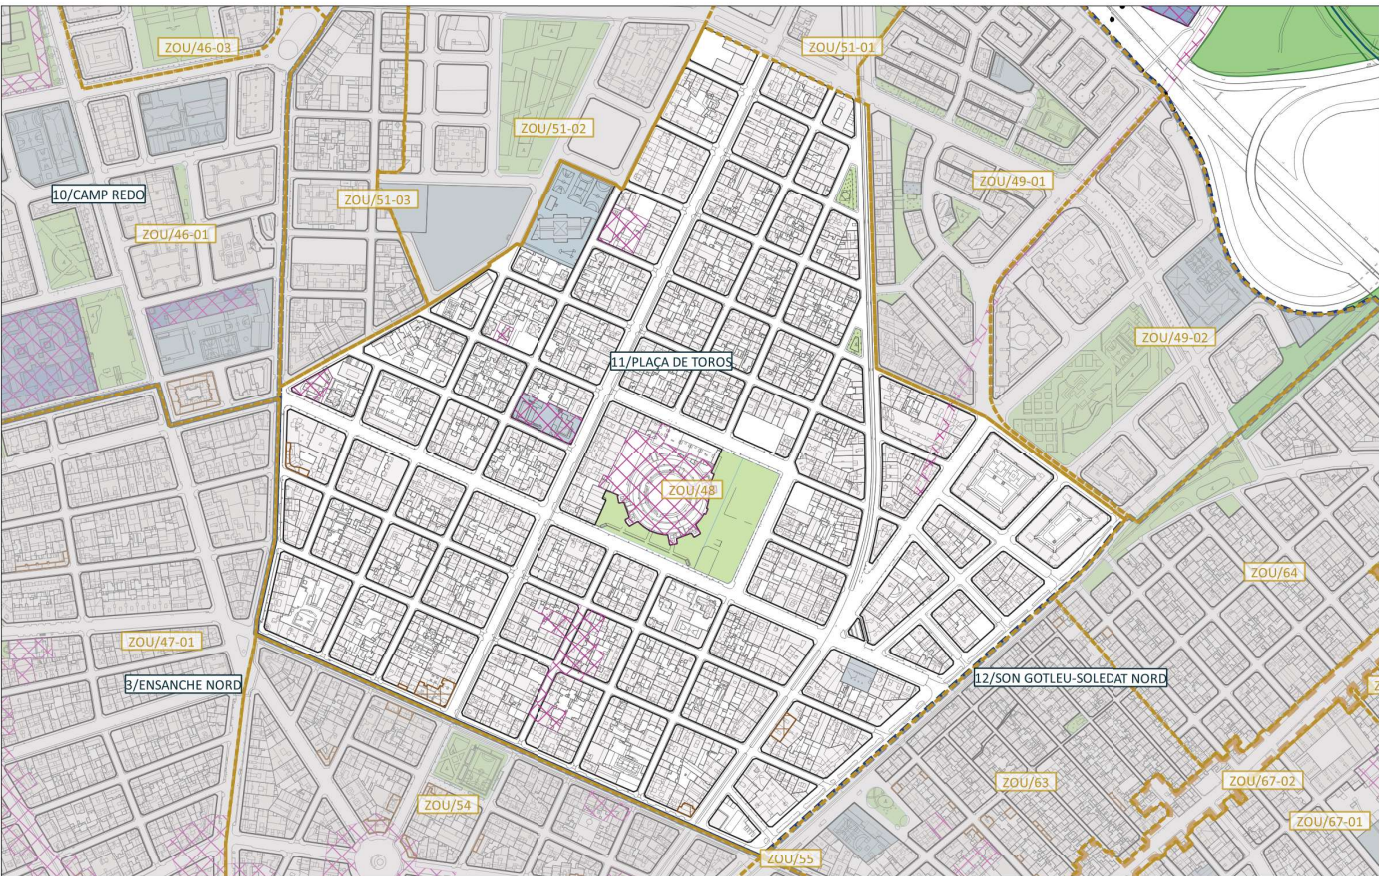 ZOU/46-03
ZOU/51-01
ZOU/51-02
ZOU/49-01
10/CAMP REDO
ZOU/51-03
ZOU/46-01
ZOU/49-02
11/PLAÇA DE TOROS
ZOU/48
ZOU/64
ZOU/47-01
3/ENSANCHE NORD
12/SON GOTLEU-SOLEDAT NORD
ZOU/63
ZOU/67-02
ZOU/54
ZOU/67-01
ZOU/55